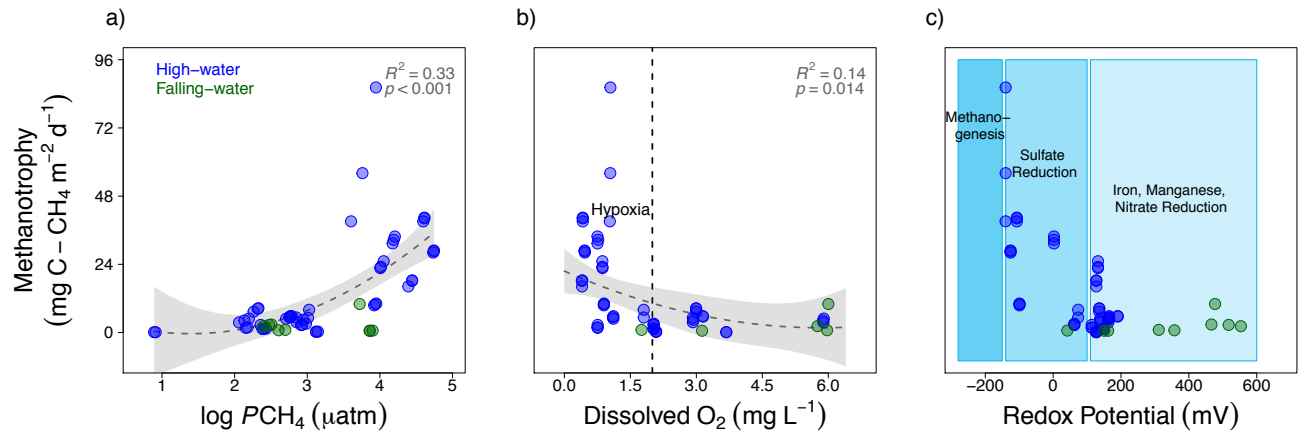 a)
Methanotrophy
(mg C − CH₄ m⁻² d⁻¹)
96
72
48
24
0
High−water
Falling−water
R² = 0.33
p < 0.001
1
2
3
4
5
log PCH₄ (µatm)
b)
R² = 0.14
p = 0.014
Hypoxia
0.0
1.5
3.0
4.5
6.0
Dissolved O₂ (mg L⁻¹)
c)
Methano-
genesis
Sulfate
Reduction
Iron, Manganese,
Nitrate Reduction
−200
0
200
400
600
Redox Potential (mV)